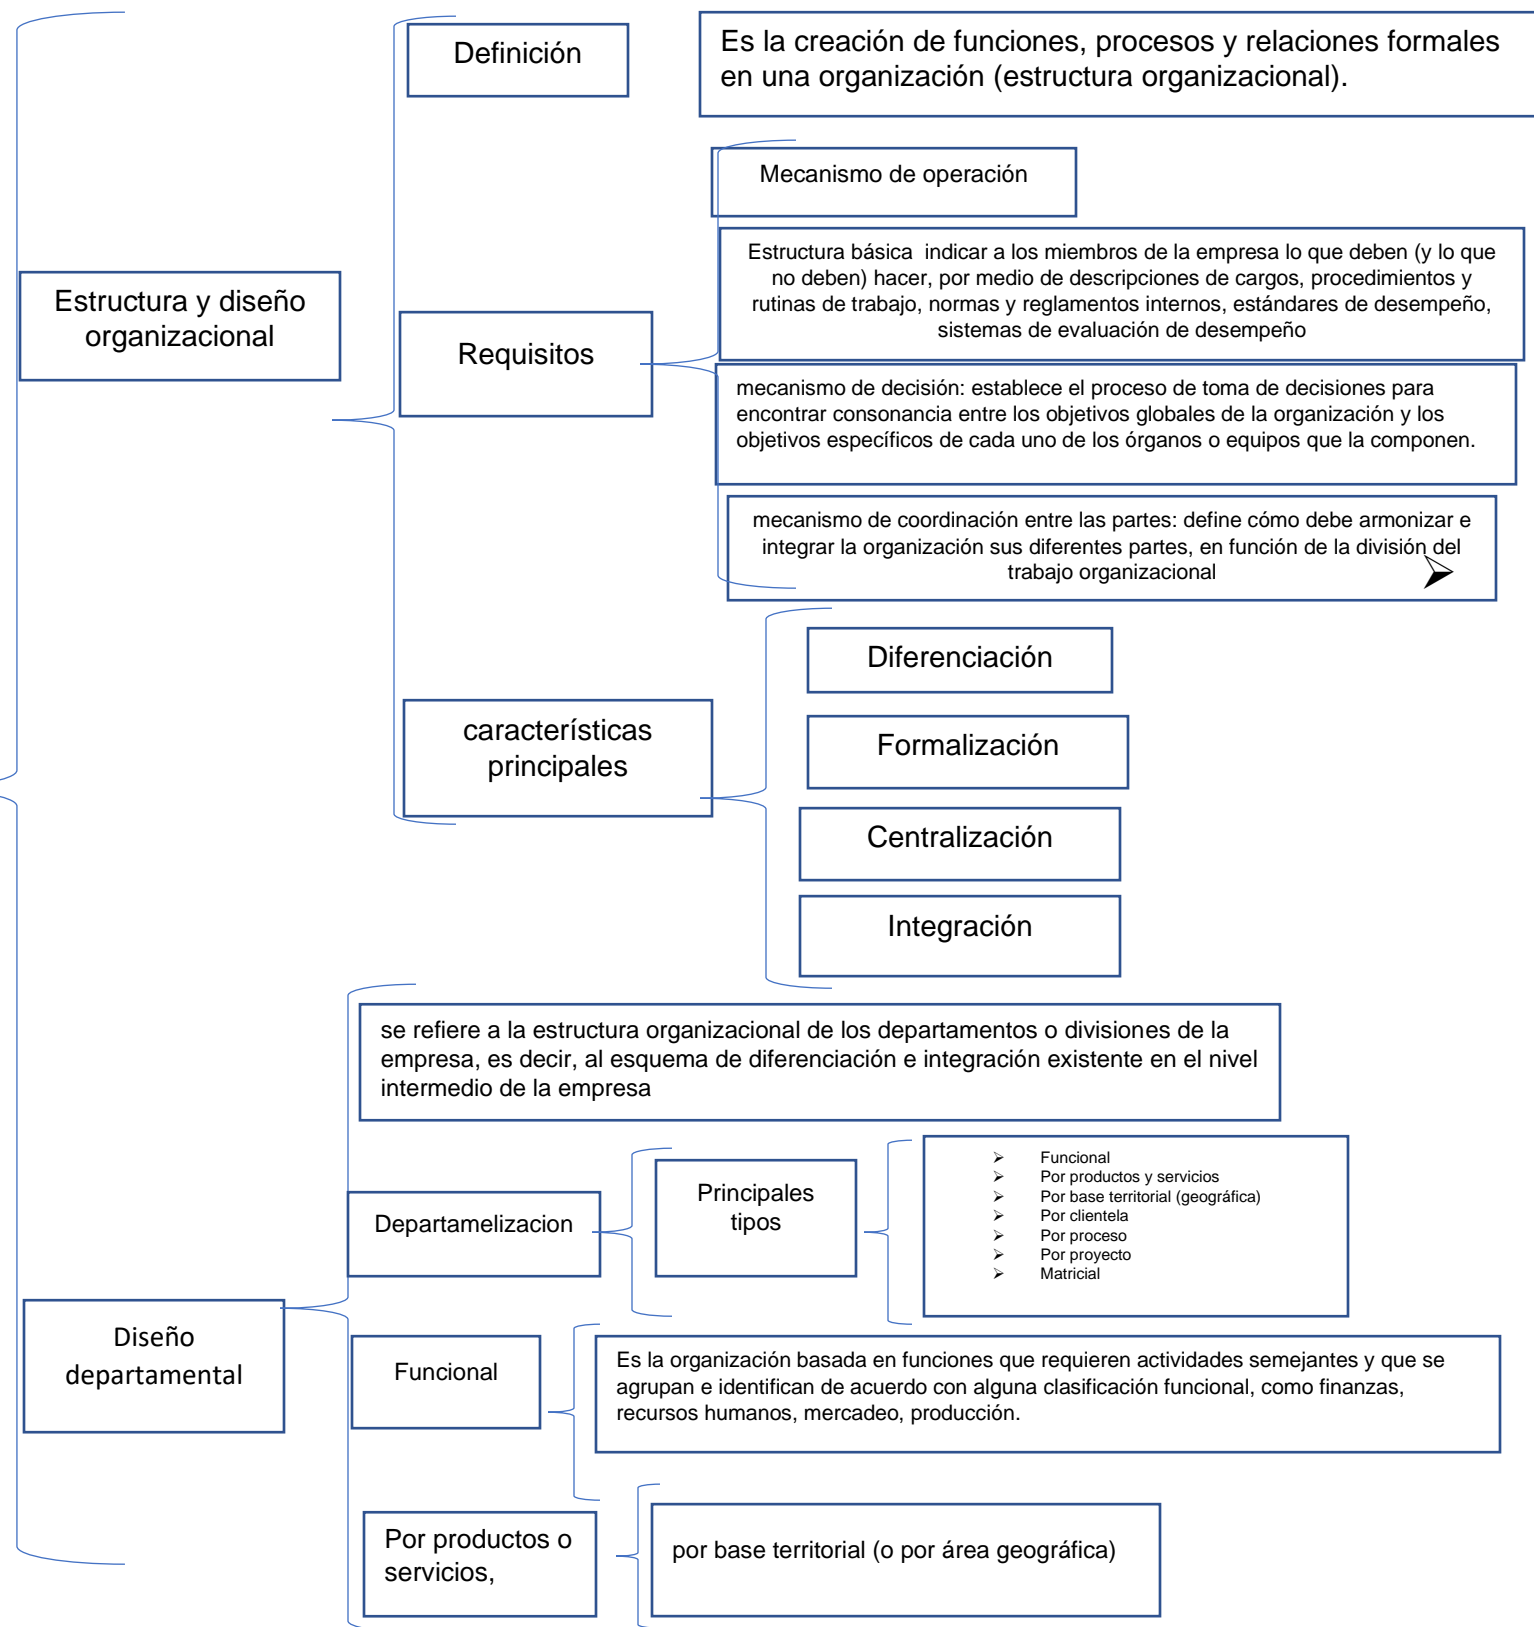 Definición
Es la creación de funciones, procesos y relaciones formales
en una organización (estructura organizacional).
Mecanismo de operación
Estructura básica  indicar a los miembros de la empresa lo que deben (y lo que
no deben) hacer, por medio de descripciones de cargos, procedimientos y
rutinas de trabajo, normas y reglamentos internos, estándares de desempeño,
sistemas de evaluación de desempeño
Estructura y diseño
organizacional
Requisitos
mecanismo de decisión: establece el proceso de toma de decisiones para
encontrar consonancia entre los objetivos globales de la organización y los
objetivos específicos de cada uno de los órganos o equipos que la componen.
mecanismo de coordinación entre las partes: define cómo debe armonizar e
integrar la organización sus diferentes partes, en función de la división del
trabajo organizacional
características
principales
Diferenciación
Formalización
Centralización
Integración
se refiere a la estructura organizacional de los departamentos o divisiones de la
empresa, es decir, al esquema de diferenciación e integración existente en el nivel
intermedio de la empresa
Departamelizacion
Principales
tipos
➢ Funcional
➢ Por productos y servicios
➢ Por base territorial (geográfica)
➢ Por clientela
➢ Por proceso
➢ Por proyecto
➢ Matricial
Diseño
departamental
Funcional
Es la organización basada en funciones que requieren actividades semejantes y que se
agrupan e identifican de acuerdo con alguna clasificación funcional, como finanzas,
recursos humanos, mercadeo, producción.
Por productos o
servicios,
por base territorial (o por área geográfica)